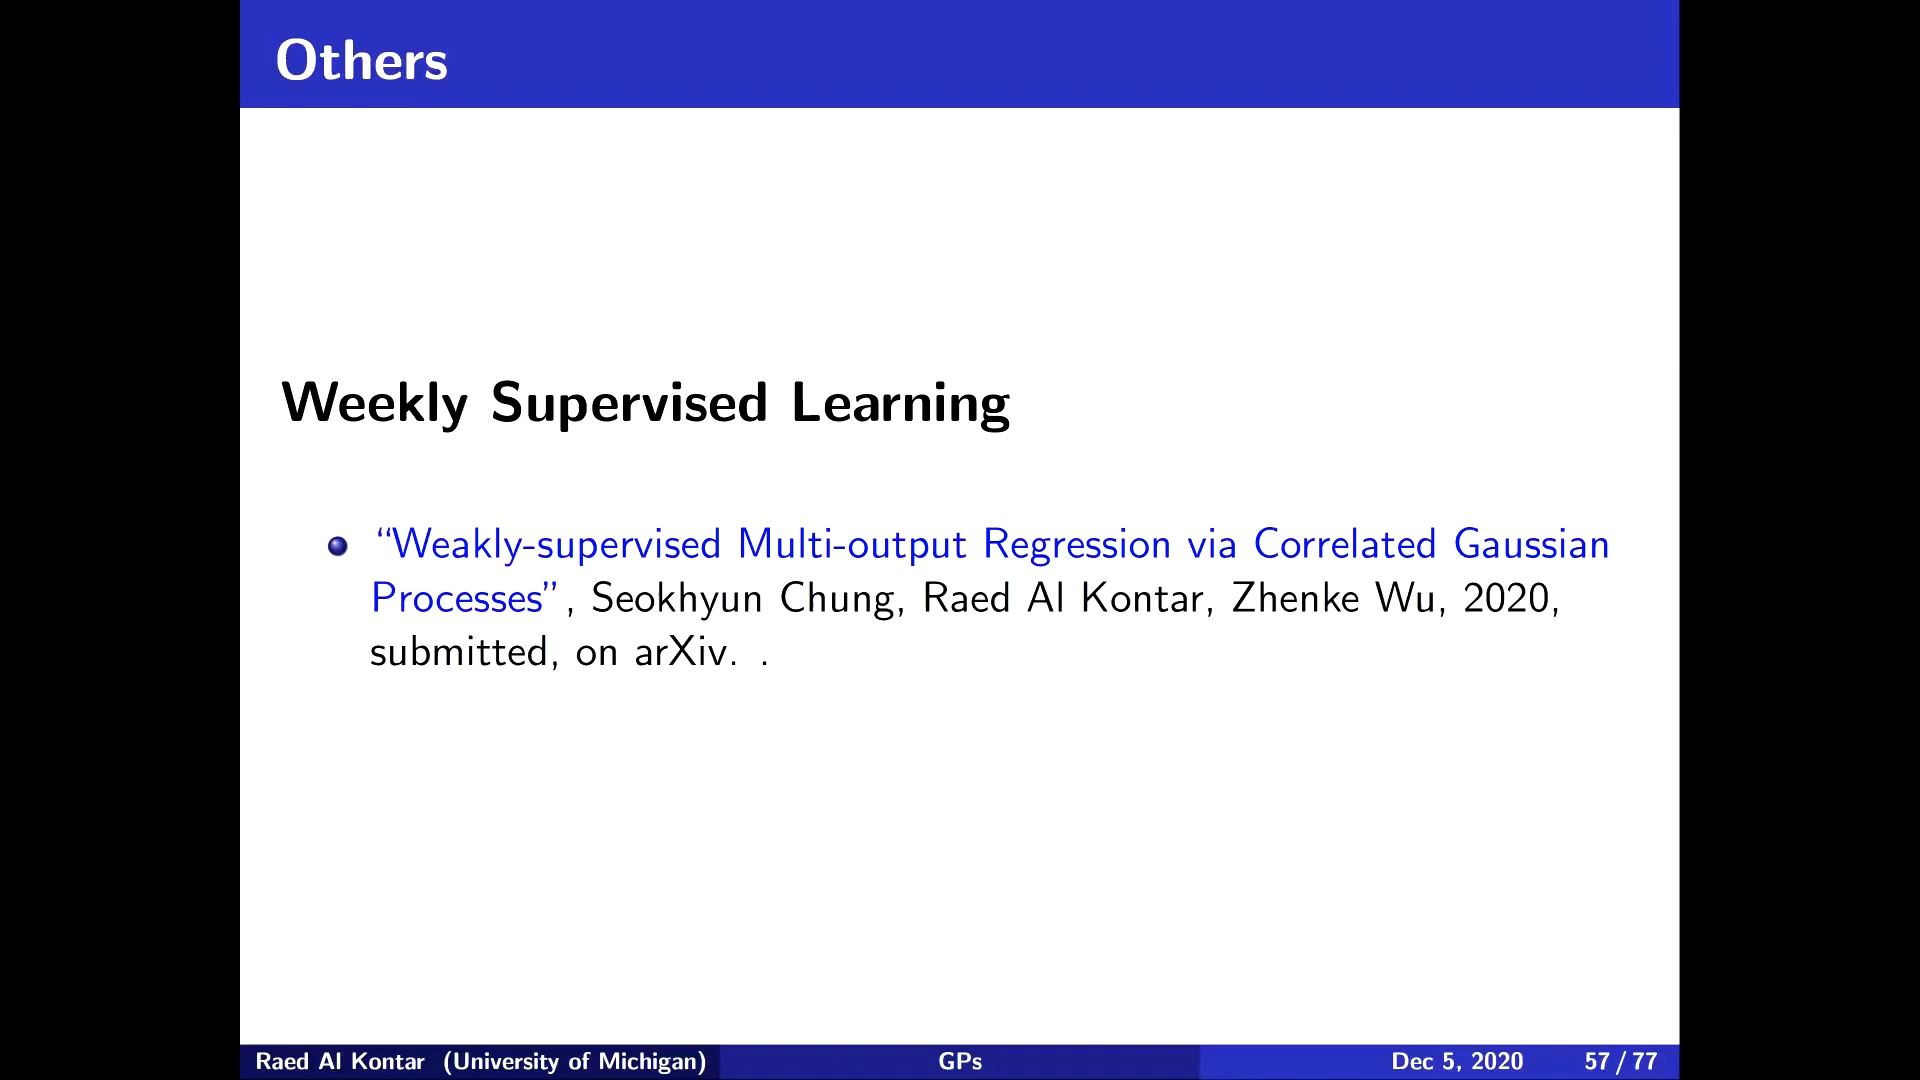 Others
Weekly Supervised Learning
“Weakly-supervised Multi-output Regression via Correlated Gaussian
Processes”, Seokhyun Chung, Raed Al Kontar, Zhenke Wu, 2020,
submitted, on arXiv. .
Raed Al Kontar (University of Michigan) GPs Dec 5, 2020 57 / 77